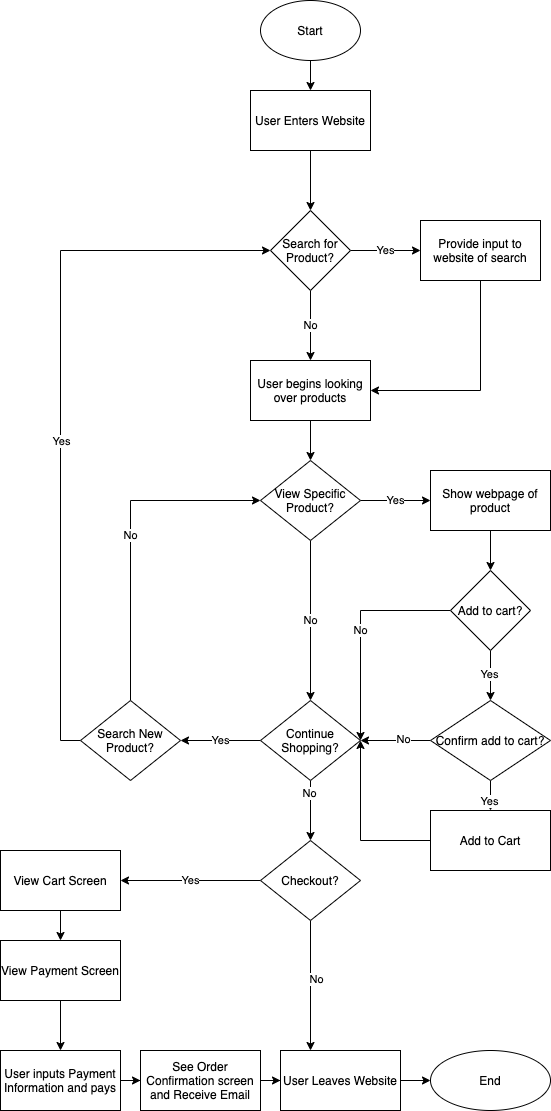 Start
User Enters Website
Search for
Product?
Yes
Provide input to
website of search
No
User begins looking
over products
Yes
View Specific
Product?
Yes
Show webpage of
product
No
No
Add to cart?
No
Yes
Search New
Product?
Yes
Continue
Shopping?
No
Confirm add to cart?
No
Yes
Add to Cart
View Cart Screen
Yes
Checkout?
View Payment Screen
No
User inputs Payment
Information and pays
See Order
Confirmation screen
and Receive Email
User Leaves Website
End